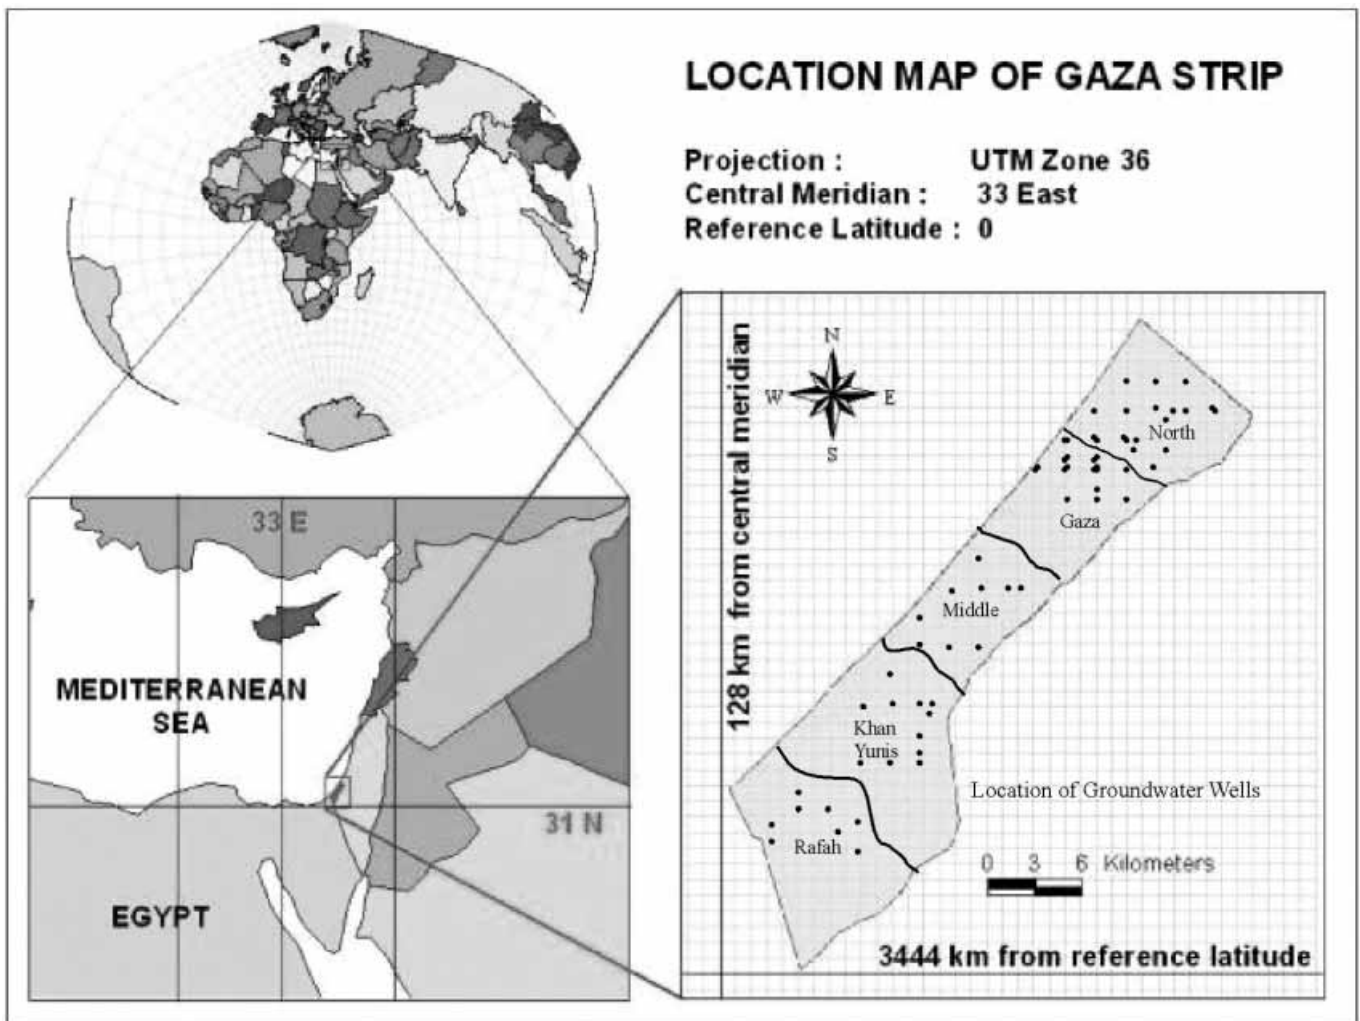 LOCATION MAP OF GAZA STRIP
Projection : UTM Zone 36
Central Meridian : 33 East
Reference Latitude : 0
33 E
MEDITERRANEAN
SEA
31 N
EGYPT
128 km from central meridian
N
W E
S
North
Gaza
Middle
Khan
Yunis
Location of Groundwater Wells
Rafah
0 3 6 Kilometers
3444 km from reference latitude